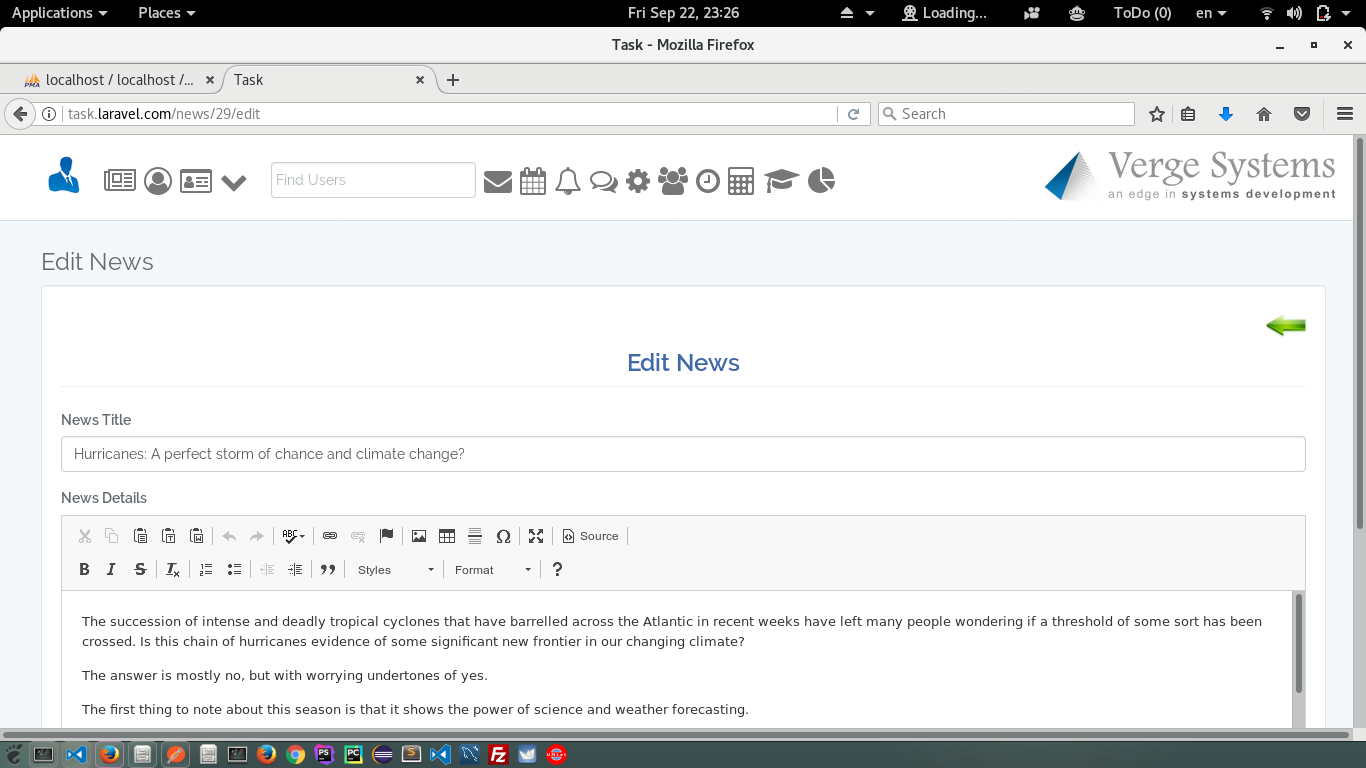 Applications Places Fri Sep 22, 23:26 Loading... ToDo (0) en
Task - Mozilla Firefox
PMA localhost / localhost /... Task
task.laravel.com/news/29/edit Search
Find Users
Verge Systems
an edge in systems development
Edit News
Edit News
News Title
Hurricanes: A perfect storm of chance and climate change?
News Details
ABC Ω Source
B I S Tx Styles Format ?
The succession of intense and deadly tropical cyclones that have barrelled across the Atlantic in recent weeks have left many people wondering if a threshold of some sort has been
crossed. Is this chain of hurricanes evidence of some significant new frontier in our changing climate?
The answer is mostly no, but with worrying undertones of yes.
The first thing to note about this season is that it shows the power of science and weather forecasting.
PS PC S FZ